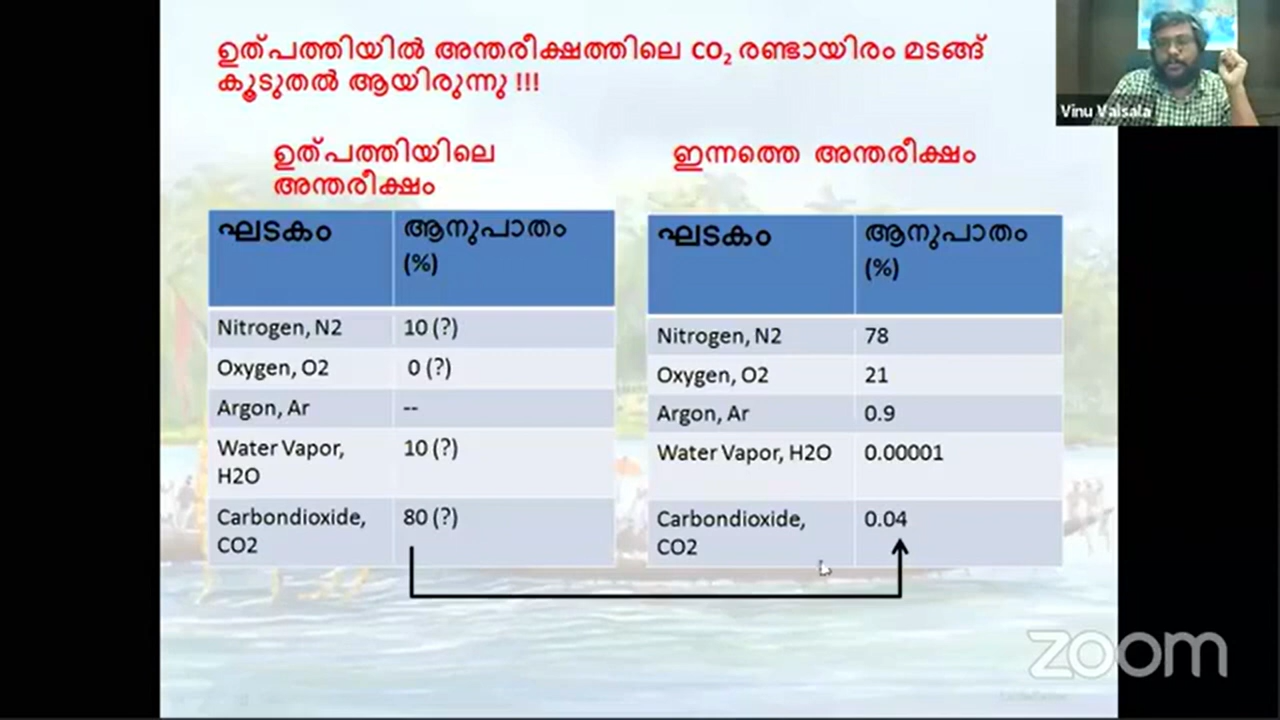 ഉത്പത്തിയിൽ അന്തരീക്ഷത്തിലെ CO₂ രണ്ടായിരം മടങ്ങ്
കൂടുതൽ ആയിരുന്നു !!!
Vinu Valsala
ഉത്പത്തിയിലെ
അന്തരീക്ഷം
ഘടകം ആനുപാതം
(%)
Nitrogen, N2 10 (?)
Oxygen, O2 0 (?)
Argon, Ar --
Water Vapor, 10 (?)
H2O
Carbondioxide, 80 (?)
CO2
ഇന്നത്തെ അന്തരീക്ഷം
ഘടകം ആനുപാതം
(%)
Nitrogen, N2 78
Oxygen, O2 21
Argon, Ar 0.9
Water Vapor, H2O 0.00001
Carbondioxide, 0.04
CO2
zoom